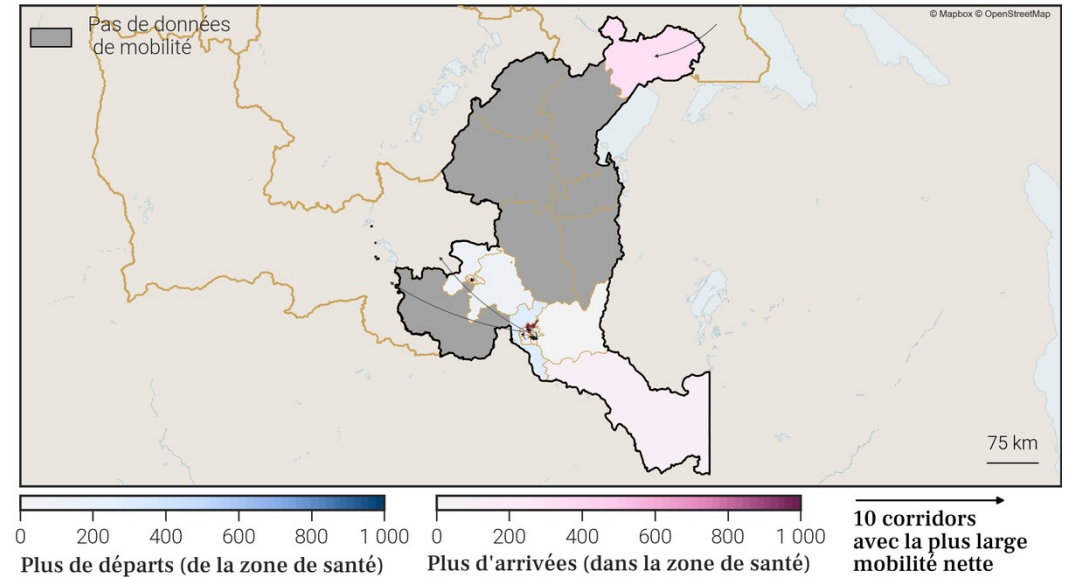 Pas de données
de mobilité
© Mapbox © OpenStreetMap
75 km
0 200 400 600 800 1 000
Plus de départs (de la zone de santé)
0 200 400 600 800 1 000
Plus d'arrivées (dans la zone de santé)
10 corridors
avec la plus large
mobilité nette